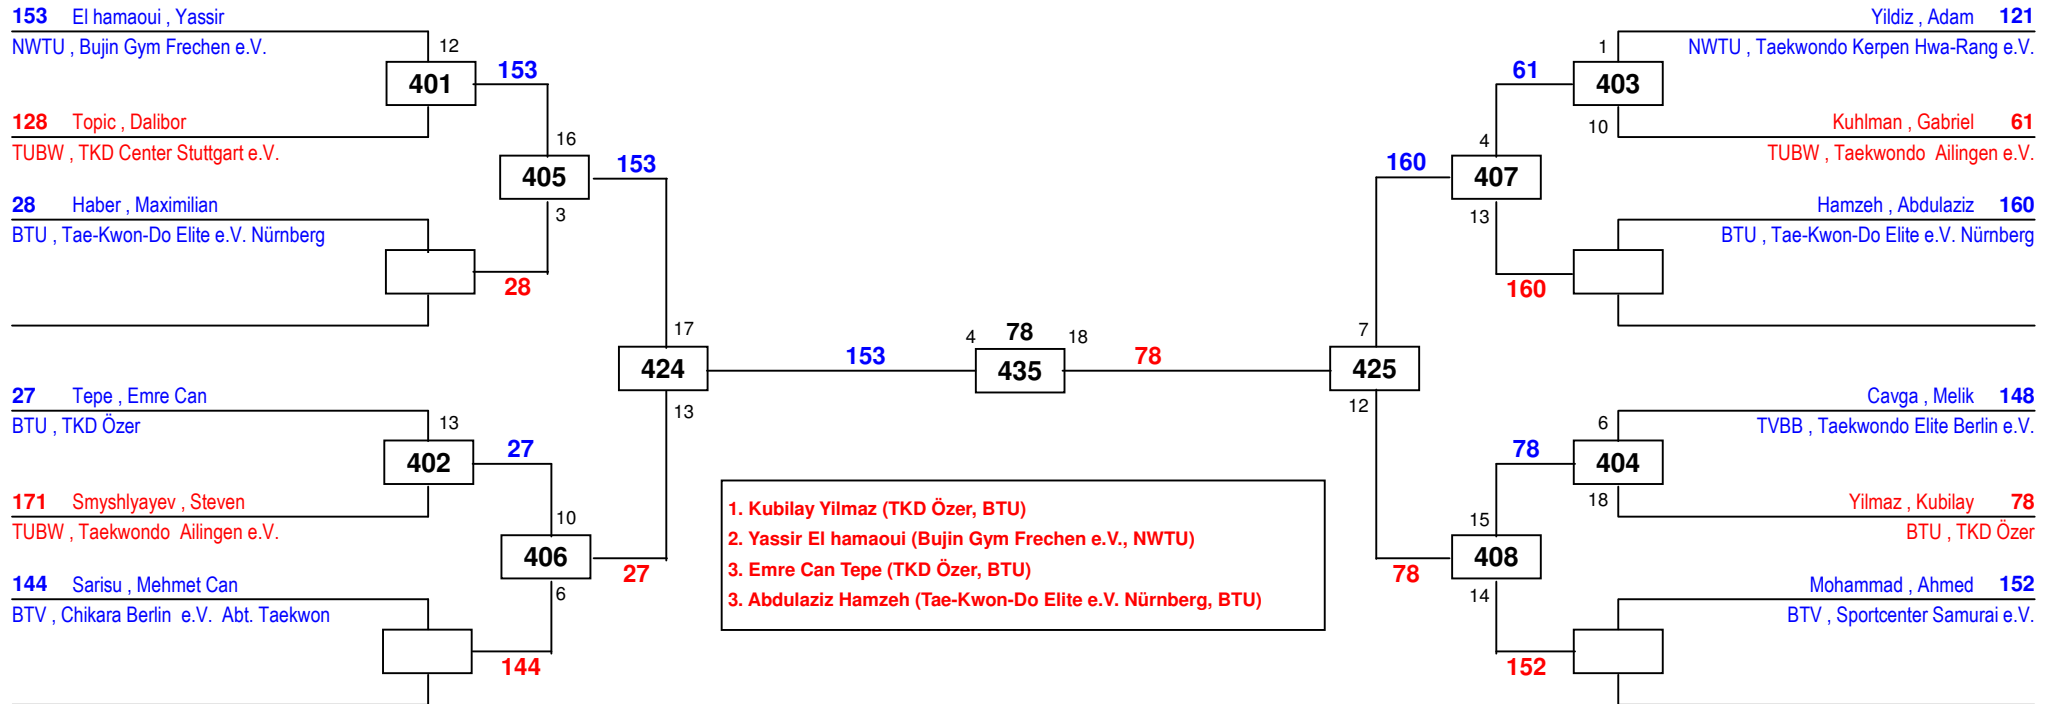 153 El hamaoui , Yassir
NWTU , Bujin Gym Frechen e.V.
12
401
153
128 Topic , Dalibor
TUBW , TKD Center Stuttgart e.V.
16
405
153
3
28 Haber , Maximilian
BTU , Tae-Kwon-Do Elite e.V. Nürnberg
28
17
424
153
13
27 Tepe , Emre Can
BTU , TKD Özer
13
402
27
171 Smyshlyayev , Steven
TUBW , Taekwondo Ailingen e.V.
10
406
27
6
144 Sarisu , Mehmet Can
BTV , Chikara Berlin e.V. Abt. Taekwon
144
4 78 18
435
78
1. Kubilay Yilmaz (TKD Özer, BTU)
2. Yassir El hamaoui (Bujin Gym Frechen e.V., NWTU)
3. Emre Can Tepe (TKD Özer, BTU)
3. Abdulaziz Hamzeh (Tae-Kwon-Do Elite e.V. Nürnberg, BTU)
Yildiz , Adam 121
NWTU , Taekwondo Kerpen Hwa-Rang e.V.
1
61
403
10
Kuhlman , Gabriel 61
TUBW , Taekwondo Ailingen e.V.
4
160
407
13
Hamzeh , Abdulaziz 160
BTU , Tae-Kwon-Do Elite e.V. Nürnberg
160
7
425
12
Cavga , Melik 148
TVBB , Taekwondo Elite Berlin e.V.
6
78
404
18
Yilmaz , Kubilay 78
BTU , TKD Özer
15
408
78
14
Mohammad , Ahmed 152
BTV , Sportcenter Samurai e.V.
152